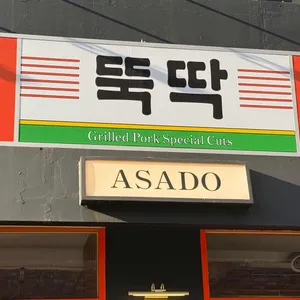 뚝딱
Grilled Pork Special Cuts
ASADO